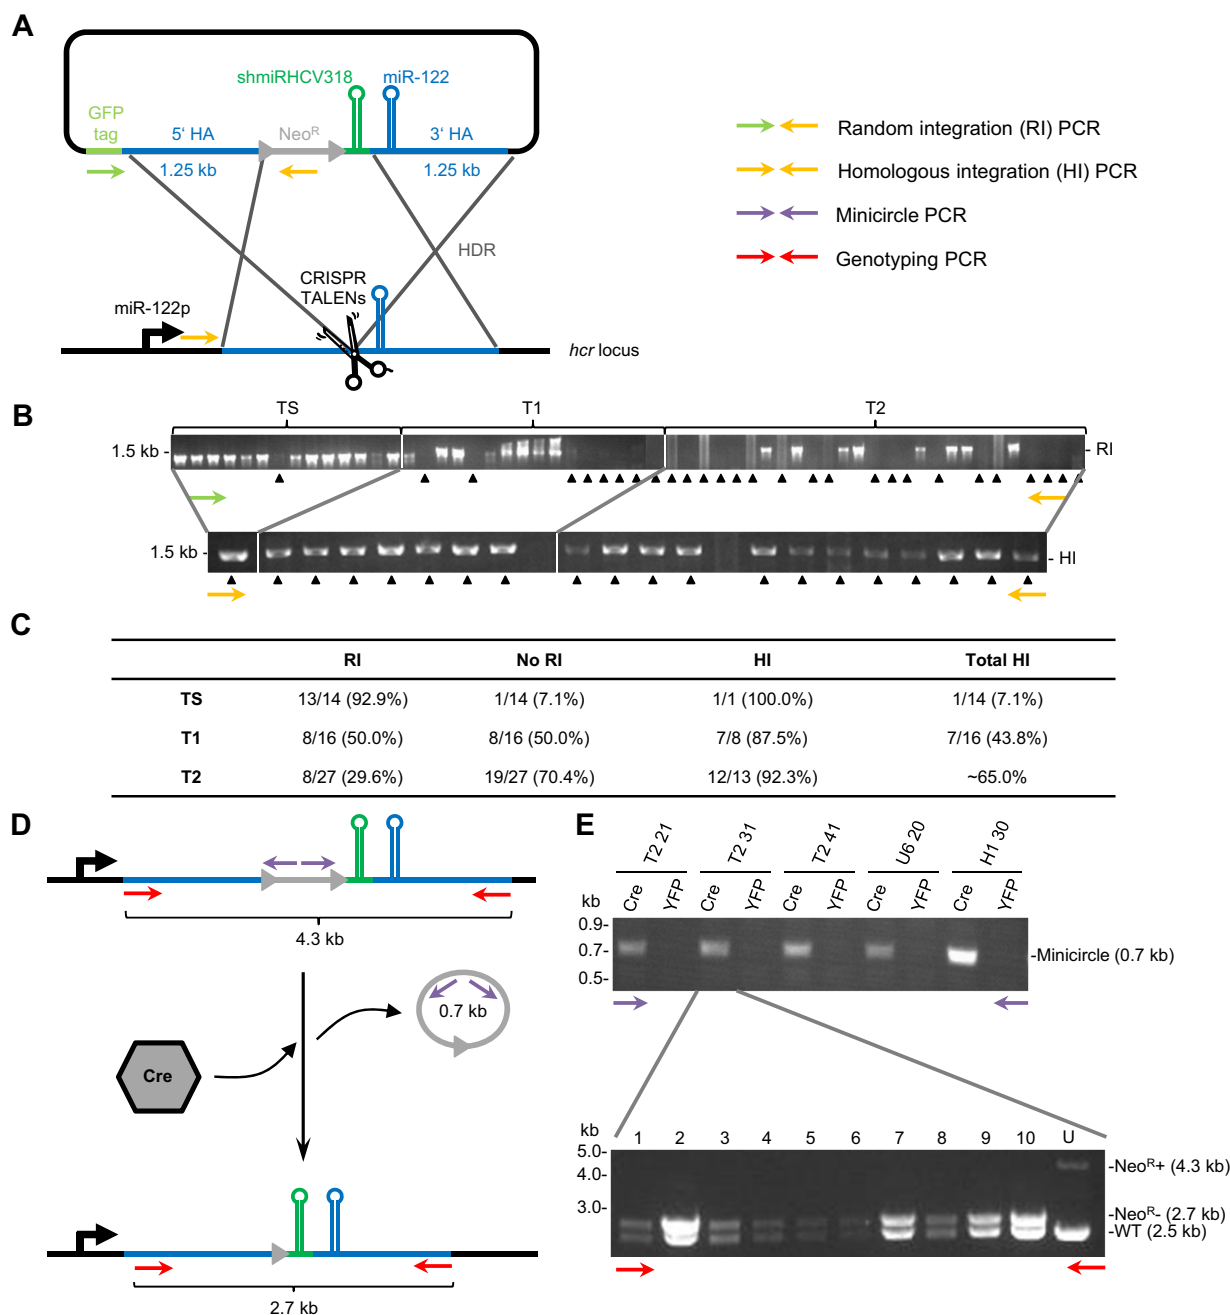 A
shmiRHCV318
miR-122
GFP
tag
5‘ HA
Neoᴿ
3‘ HA
1.25 kb
1.25 kb
HDR
CRISPR
TALENs
miR-122p
hcr locus
Random integration (RI) PCR
Homologous integration (HI) PCR
Minicircle PCR
Genotyping PCR
B
TS
T1
T2
1.5 kb -
- RI
1.5 kb -
- HI
C
RI No RI HI Total HI
TS 13/14 (92.9%) 1/14 (7.1%) 1/1 (100.0%) 1/14 (7.1%)
T1 8/16 (50.0%) 8/16 (50.0%) 7/8 (87.5%) 7/16 (43.8%)
T2 8/27 (29.6%) 19/27 (70.4%) 12/13 (92.3%) ~65.0%
D
4.3 kb
0.7 kb
Cre
2.7 kb
E
T2 21
T2 31
T2 41
U6 20
H1 30
Cre YFP Cre YFP Cre YFP Cre YFP Cre YFP
kb
0.9-
0.7-
0.5-
-Minicircle (0.7 kb)
kb
1 2 3 4 5 6 7 8 9 10 U
5.0-
4.0-
3.0-
-Neoᴿ+ (4.3 kb)
-Neoᴿ- (2.7 kb)
-WT (2.5 kb)